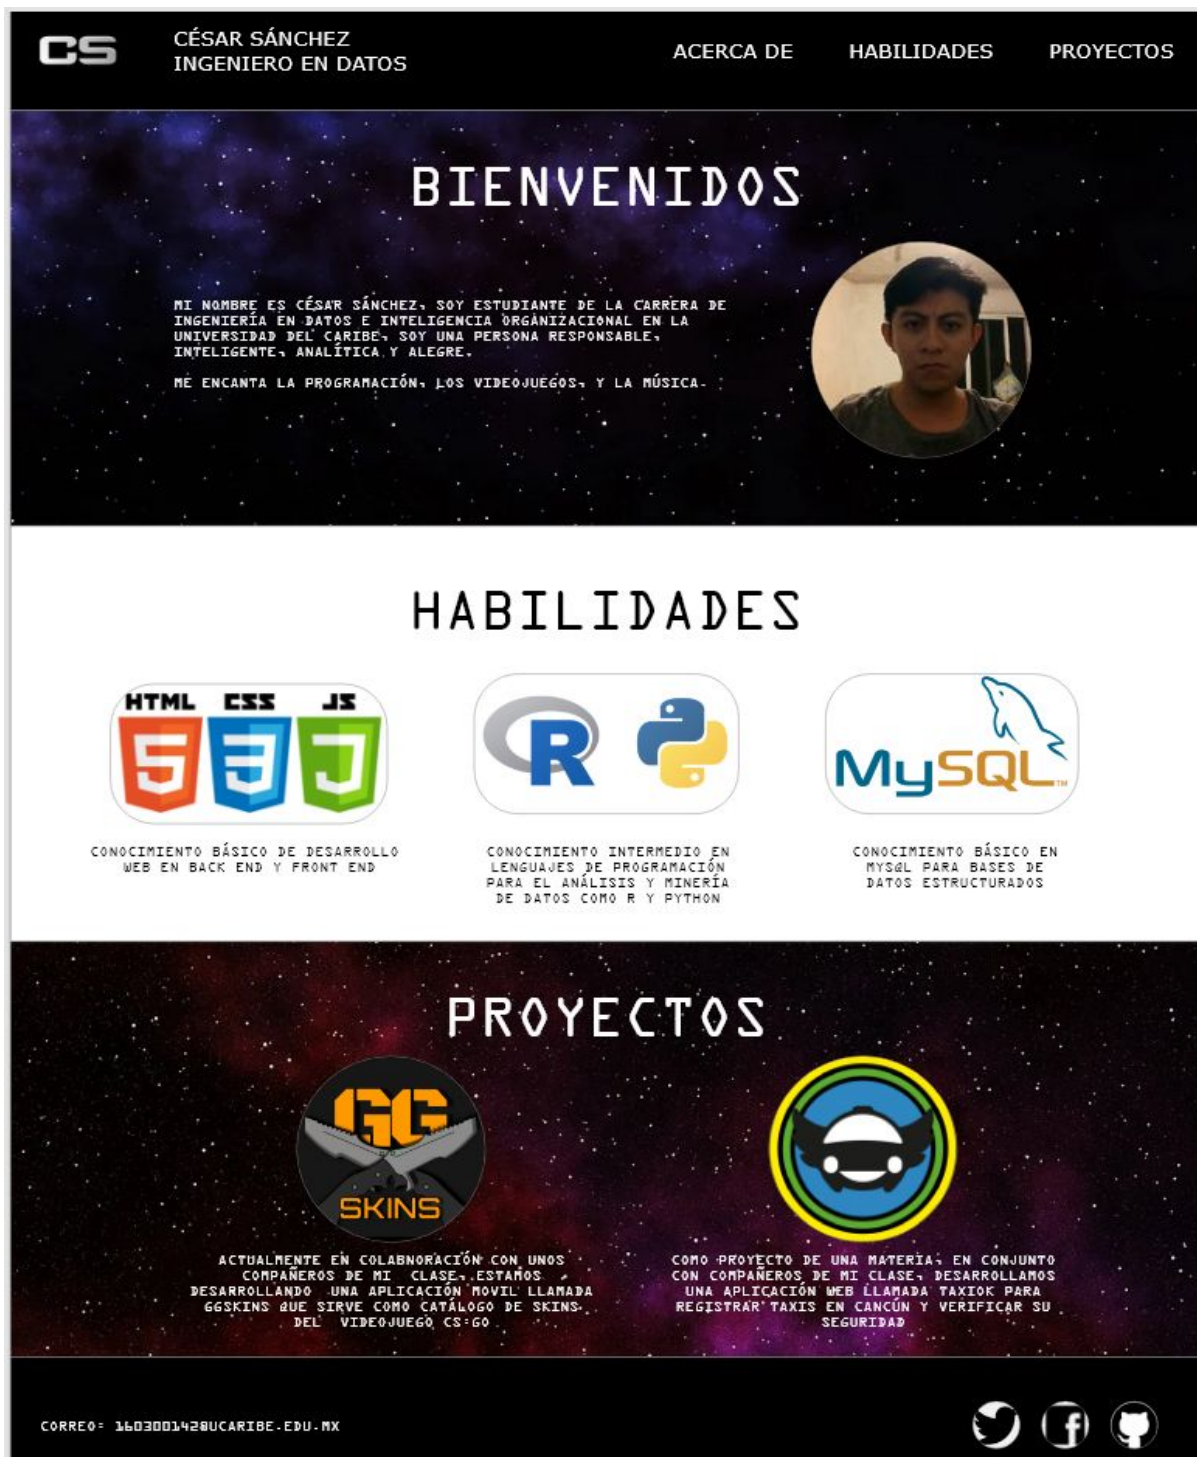 CS
CÉSAR SÁNCHEZ
INGENIERO EN DATOS
ACERCA DE
HABILIDADES
PROYECTOS
BIENVENIDOS
MI NOMBRE ES CÉSAR SÁNCHEZ, SOY ESTUDIANTE DE LA CARRERA DE
INGENIERÍA EN DATOS E INTELIGENCIA ORGANIZACIONAL EN LA
UNIVERSIDAD DEL CARIBE, SOY UNA PERSONA RESPONSABLE,
INTELIGENTE, ANALÍTICA Y ALEGRE.
ME ENCANTA LA PROGRAMACIÓN, LOS VIDEOJUEGOS, Y LA MÚSICA.
HABILIDADES
HTML CSS JS
5 3 J
R
MySQL™
CONOCIMIENTO BÁSICO DE DESARROLLO
WEB EN BACK END Y FRONT END
CONOCIMIENTO INTERMEDIO EN
LENGUAJES DE PROGRAMACIÓN
PARA EL ANÁLISIS Y MINERÍA
DE DATOS COMO R Y PYTHON
CONOCIMIENTO BÁSICO EN
MYSQL PARA BASES DE
DATOS ESTRUCTURADOS
PROYECTOS
GG
SKINS
ACTUALMENTE EN COLABNORACIÓN CON UNOS
COMPAÑEROS DE MI CLASE, ESTAMOS
DESARROLLANDO UNA APLICACIÓN MOVIL LLAMADA
GGSKINS QUE SIRVE COMO CATÁLOGO DE SKINS
DEL VIDEOJUEGO CS:GO
COMO PROYECTO DE UNA MATERIA, EN CONJUNTO
CON COMPAÑEROS DE MI CLASE, DESARROLLAMOS
UNA APLICACIÓN WEB LLAMADA TAXIOK PARA
REGISTRAR TAXIS EN CANCÚN Y VERIFICAR SU
SEGURIDAD
CORREO: 160300142@UCARIBE.EDU.MX
f